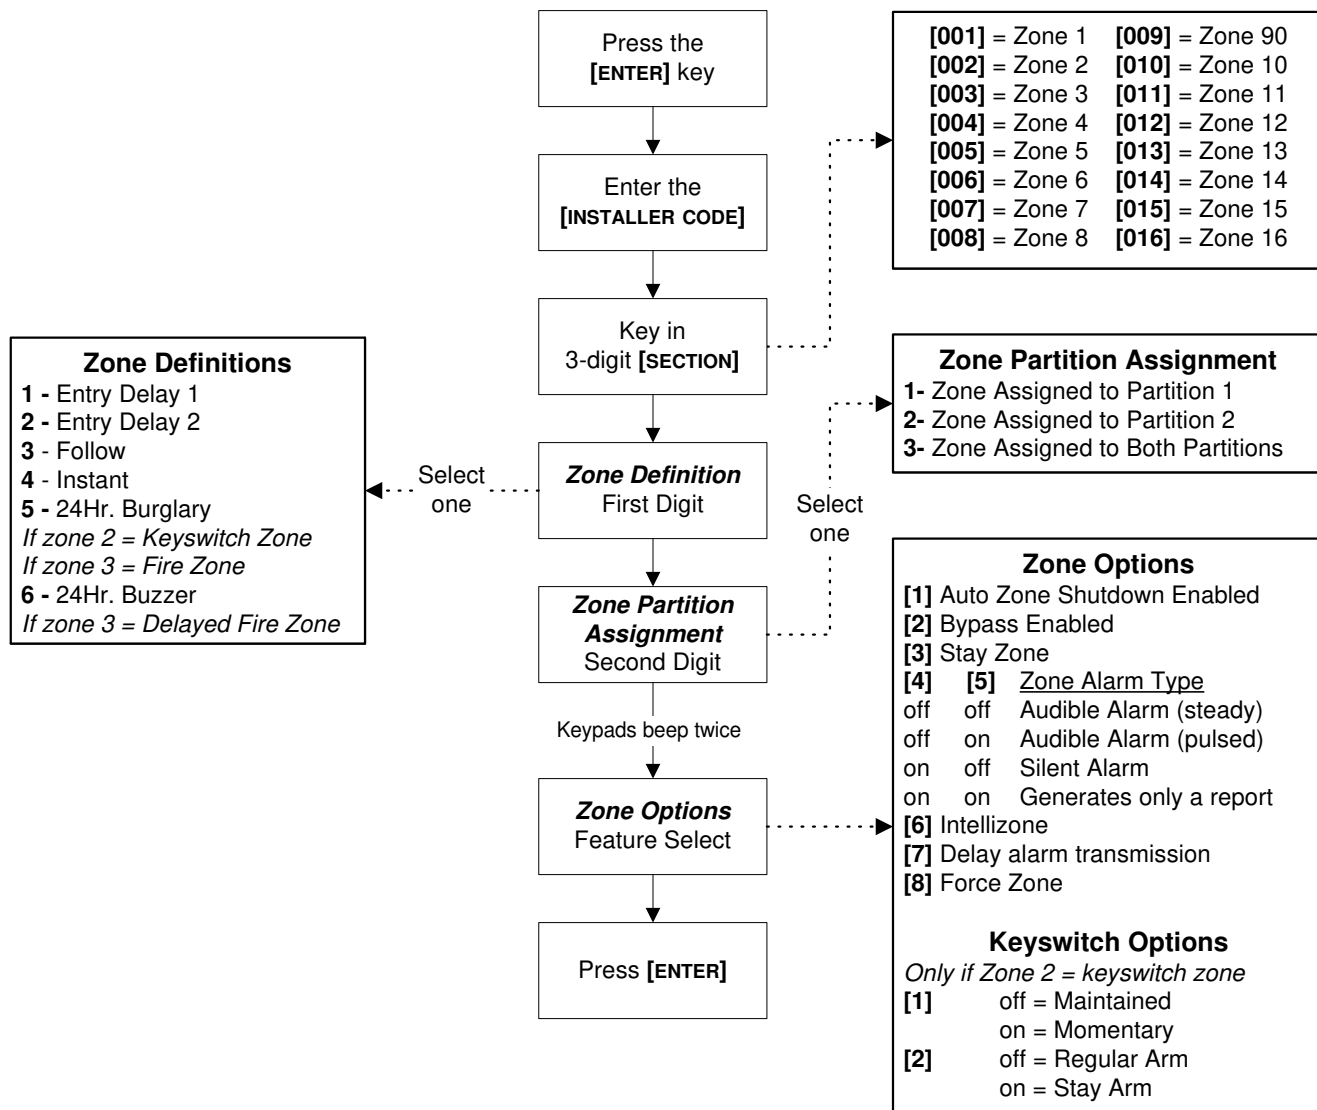 Press the
[ENTER] key
Enter the
[INSTALLER CODE]
Key in
3-digit [SECTION]
[001] = Zone 1 [009] = Zone 90
[002] = Zone 2 [010] = Zone 10
[003] = Zone 3 [011] = Zone 11
[004] = Zone 4 [012] = Zone 12
[005] = Zone 5 [013] = Zone 13
[006] = Zone 6 [014] = Zone 14
[007] = Zone 7 [015] = Zone 15
[008] = Zone 8 [016] = Zone 16
Zone Definition
First Digit
Select
one
Zone Definitions
1 - Entry Delay 1
2 - Entry Delay 2
3 - Follow
4 - Instant
5 - 24Hr. Burglary
If zone 2 = Keyswitch Zone
If zone 3 = Fire Zone
6 - 24Hr. Buzzer
If zone 3 = Delayed Fire Zone
Zone Partition
Assignment
Second Digit
Select
one
Zone Partition Assignment
1- Zone Assigned to Partition 1
2- Zone Assigned to Partition 2
3- Zone Assigned to Both Partitions
Keypads beep twice
Zone Options
Feature Select
Zone Options
[1] Auto Zone Shutdown Enabled
[2] Bypass Enabled
[3] Stay Zone
[4] [5] Zone Alarm Type
off off Audible Alarm (steady)
off on Audible Alarm (pulsed)
on off Silent Alarm
on on Generates only a report
[6] Intellizone
[7] Delay alarm transmission
[8] Force Zone
Keyswitch Options
Only if Zone 2 = keyswitch zone
[1] off = Maintained
on = Momentary
[2] off = Regular Arm
on = Stay Arm
Press [ENTER]